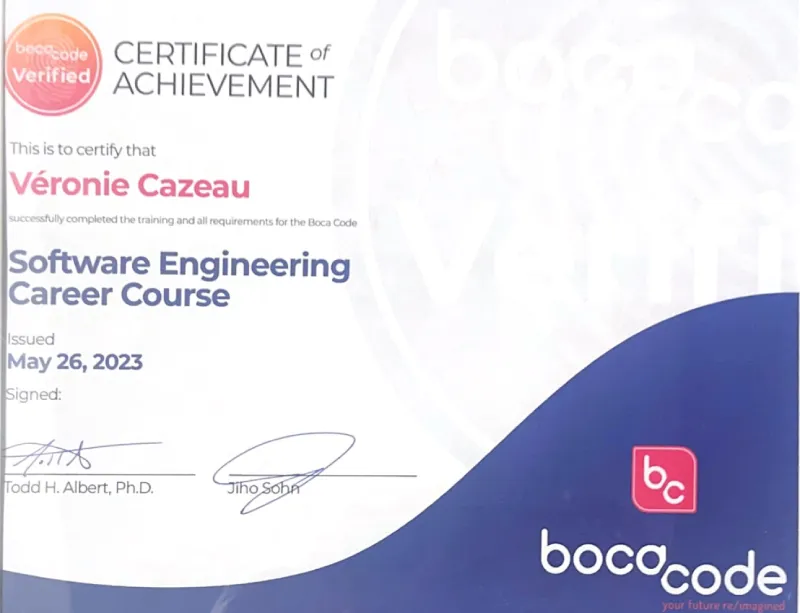 boca code
Verified
CERTIFICATE of
ACHIEVEMENT
This is to certify that
Véronie Cazeau
successfully completed the training and all requirements for the Boca Code
Software Engineering
Career Course
Issued
May 26, 2023
Signed:
Todd H. Albert, Ph.D.
Jiho Sohn
bc
boca code
your future re/imagined